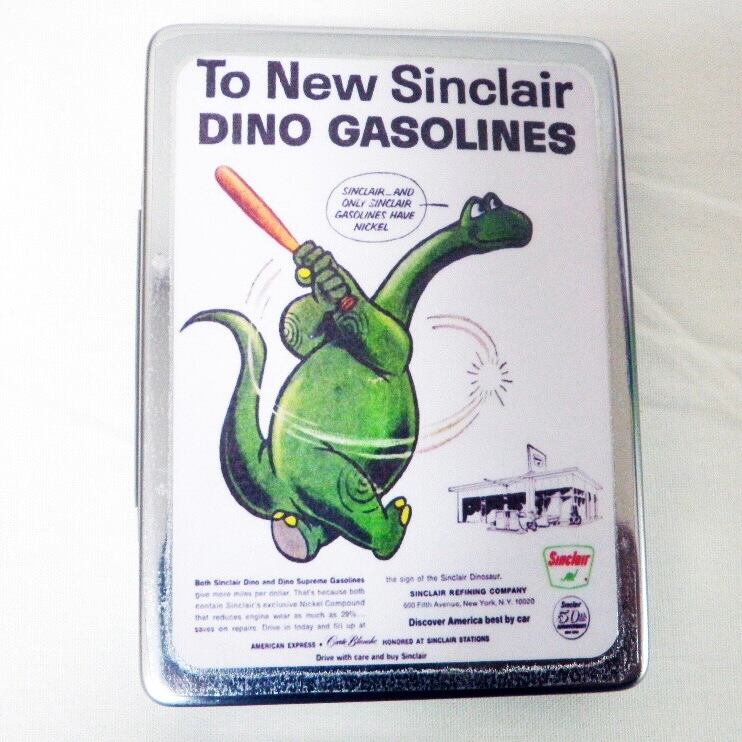 To New Sinclair
DINO GASOLINES
SINCLAIR...AND
ONLY SINCLAIR
GASOLINES HAVE
NICKEL
Both Sinclair Dino and Dino Supreme Gasolines
give more miles per dollar. That's because both
contain Sinclair's exclusive Nickel Compound
that reduces engine wear as much as 29%...
saves on repairs. Drive in today and fill up at
the sign of the Sinclair Dinosaur.
SINCLAIR REFINING COMPANY
600 Fifth Avenue, New York, N.Y. 10020
Discover America best by car
Sinclair
Sinclair
50th
AMERICAN EXPRESS • Carte Blanche HONORED AT SINCLAIR STATIONS
Drive with care and buy Sinclair